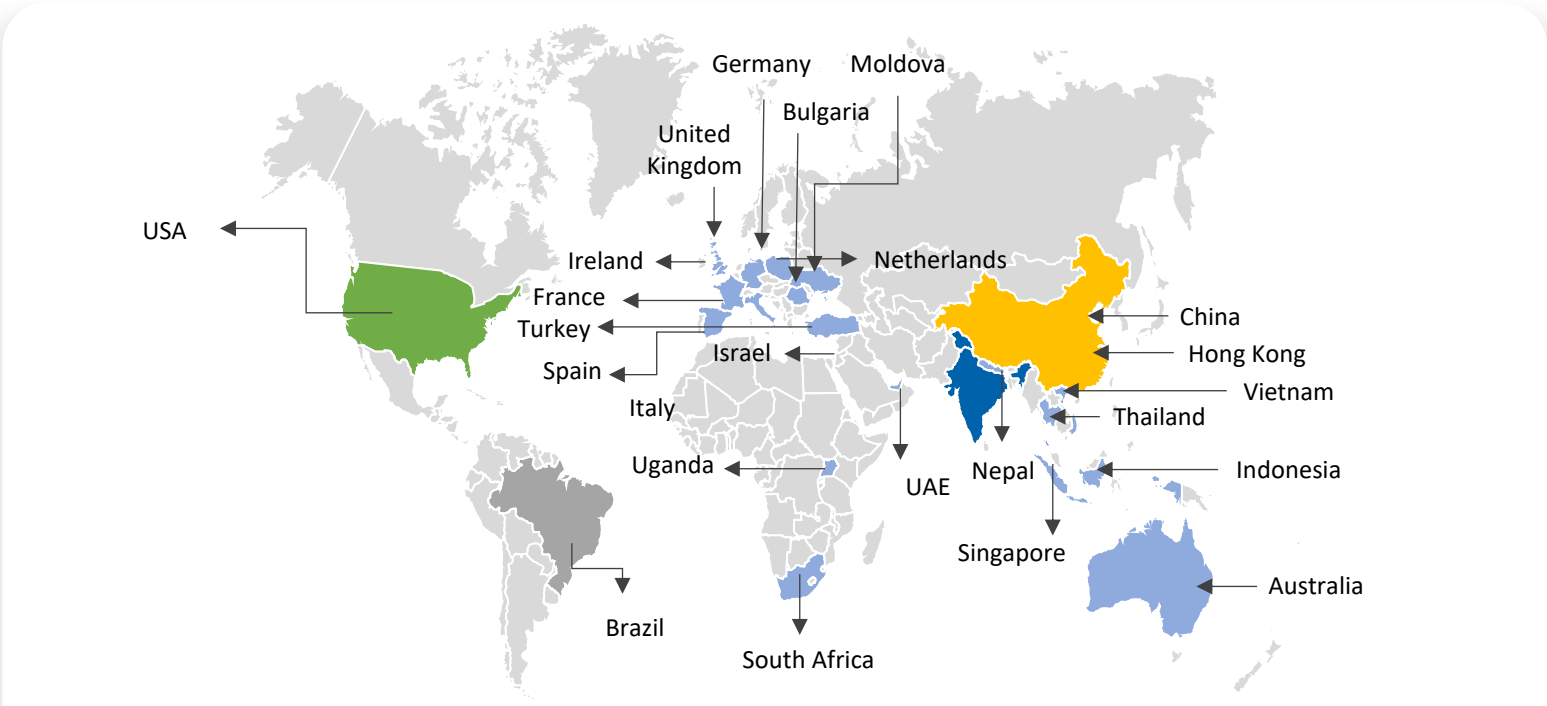 Germany
Moldova
Bulgaria
United
Kingdom
USA
Ireland
Netherlands
France
China
Turkey
Hong Kong
Israel
Spain
Vietnam
Italy
Thailand
Uganda
Nepal
Indonesia
UAE
Singapore
Australia
Brazil
South Africa